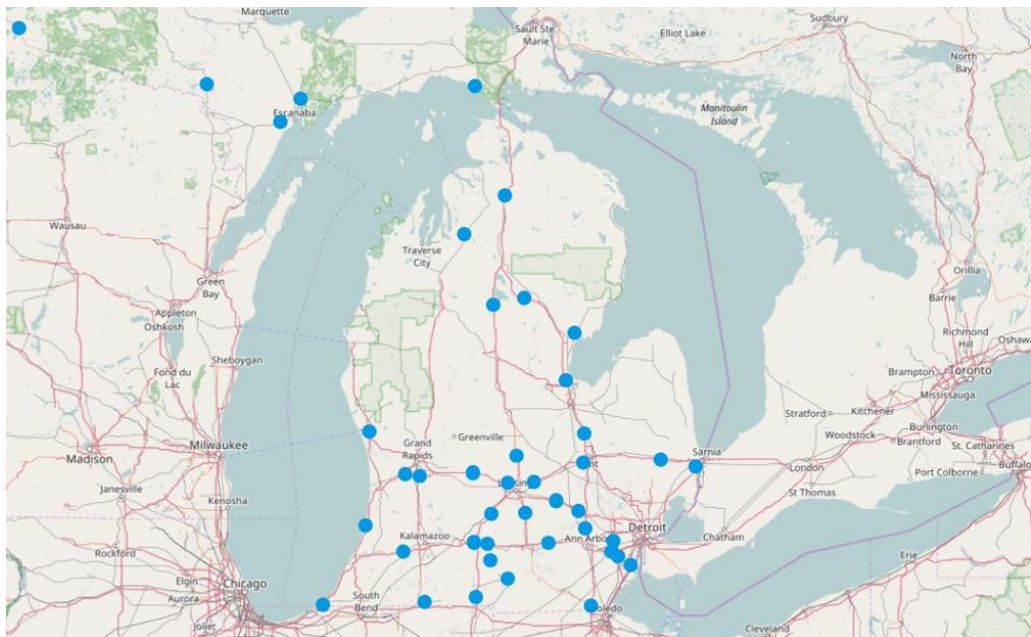 Marquette
Sault Ste.
Marie
Elliot Lake
Sudbury
North
Bay
Manitoulin
Island
Escanaba
Wausau
Traverse
City
Green
Bay
Orillia
Barrie
Appleton
Oshkosh
Richmond
Hill
Oshawa
Sheboygan
Fond du
Lac
Brampton
Toronto
Mississauga
Stratford
Kitchener
Burlington
Woodstock
Brantford
St. Catharines
Greenville
Grand
Rapids
Milwaukee
Madison
Sarnia
London
Port Colborne
Buffalo
Janesville
Kenosha
St Thomas
Kalamazoo
Ann Arbo
Detroit
Chatham
Rockford
Erie
Elgin
Chicago
Aurora
South
Bend
Joliet
Cleveland